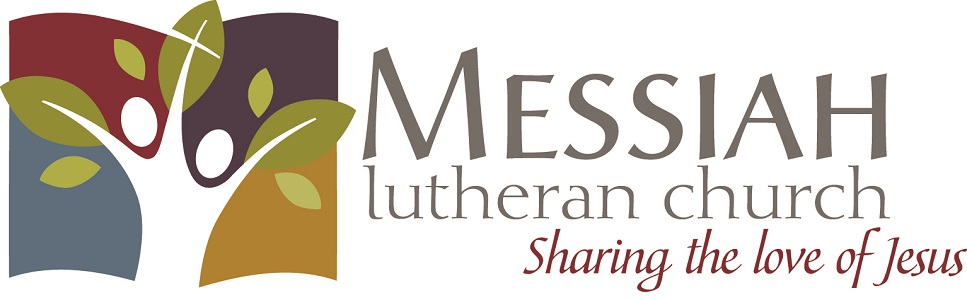 MESSIAH
lutheran church
Sharing the love of Jesus